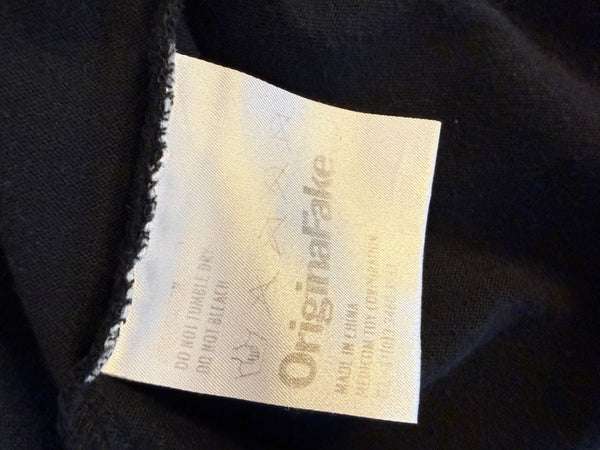 DO NOT TUMBLE DRY
DO NOT BLEACH
OriginalFake
MADE IN CHINA
MEDICOM TOY CORPORATION